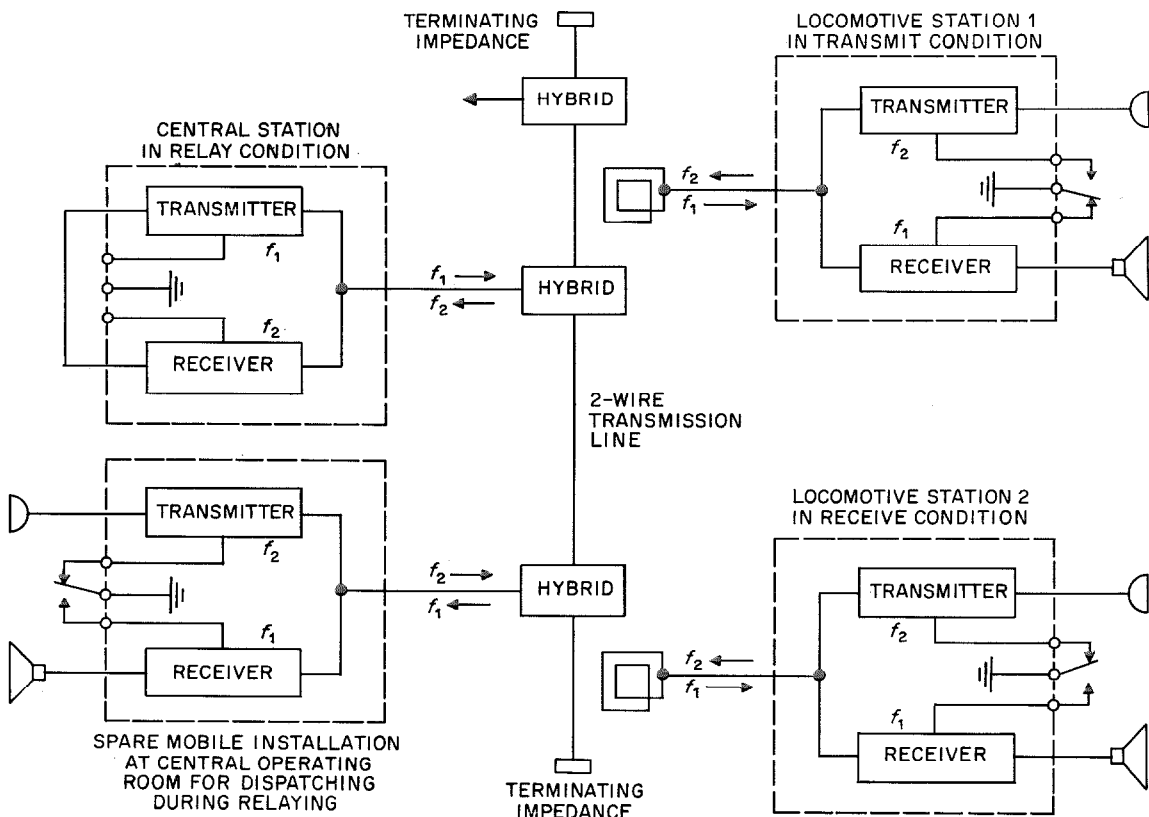 TERMINATING
IMPEDANCE
HYBRID
CENTRAL STATION
IN RELAY CONDITION
TRANSMITTER
f1
f2
RECEIVER
f1
f2
HYBRID
LOCOMOTIVE STATION 1
IN TRANSMIT CONDITION
TRANSMITTER
f2
f2
f1
f1
RECEIVER
2-WIRE
TRANSMISSION
LINE
TRANSMITTER
f2
f1
RECEIVER
f2
f1
HYBRID
SPARE MOBILE INSTALLATION
AT CENTRAL OPERATING
ROOM FOR DISPATCHING
DURING RELAYING
LOCOMOTIVE STATION 2
IN RECEIVE CONDITION
TRANSMITTER
f2
f2
f1
f1
RECEIVER
TERMINATING
IMPEDANCE